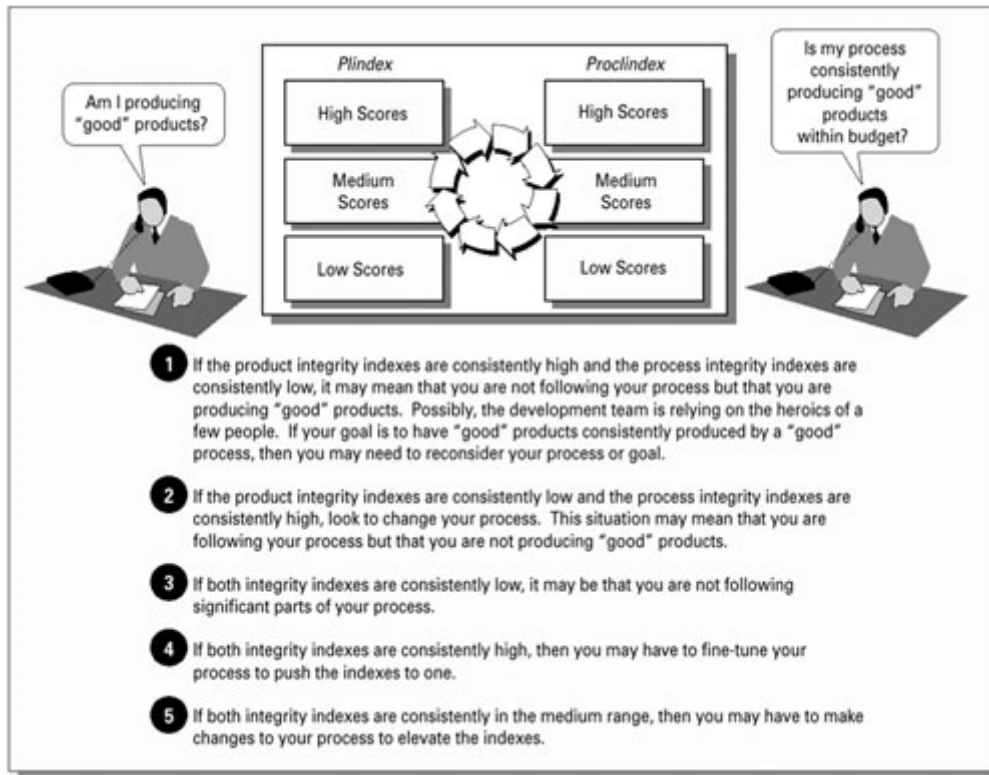 Am I producing
“good” products?
PIindex
High Scores
Medium
Scores
Low Scores
ProcIindex
High Scores
Medium
Scores
Low Scores
Is my process
consistently
producing “good”
products
within budget?
1 If the product integrity indexes are consistently high and the process integrity indexes are
consistently low, it may mean that you are not following your process but that you are
producing “good” products. Possibly, the development team is relying on the heroics of a
few people. If your goal is to have “good” products consistently produced by a “good”
process, then you may need to reconsider your process or goal.
2 If the product integrity indexes are consistently low and the process integrity indexes are
consistently high, look to change your process. This situation may mean that you are
following your process but that you are not producing “good” products.
3 If both integrity indexes are consistently low, it may be that you are not following
significant parts of your process.
4 If both integrity indexes are consistently high, then you may have to fine-tune your
process to push the indexes to one.
5 If both integrity indexes are consistently in the medium range, then you may have to make
changes to your process to elevate the indexes.